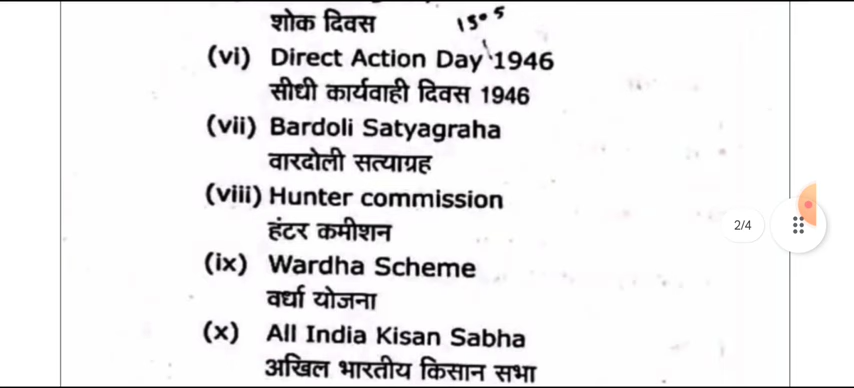 शोक दिवस
(vi) Direct Action Day 1946
सीधी कार्यवाही दिवस 1946
(vii) Bardoli Satyagraha
वारदोली सत्याग्रह
(viii) Hunter commission
हंटर कमीशन
2/4
(ix) Wardha Scheme
वर्धा योजना
(x) All India Kisan Sabha
अखिल भारतीय किसान सभा